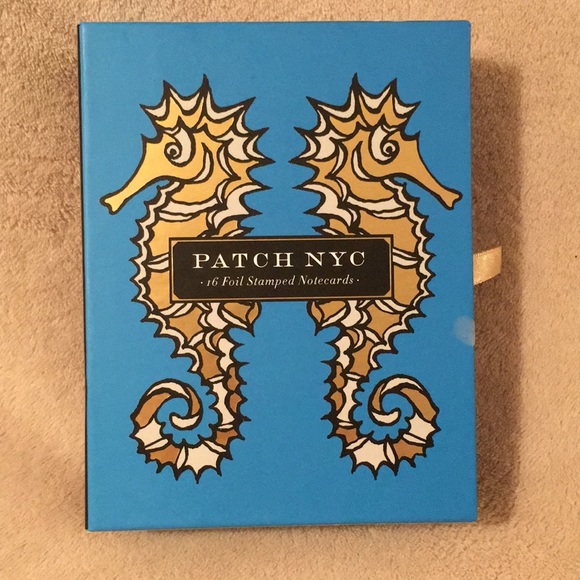 PATCH NYC
· 16 Foil Stamped Notecards ·